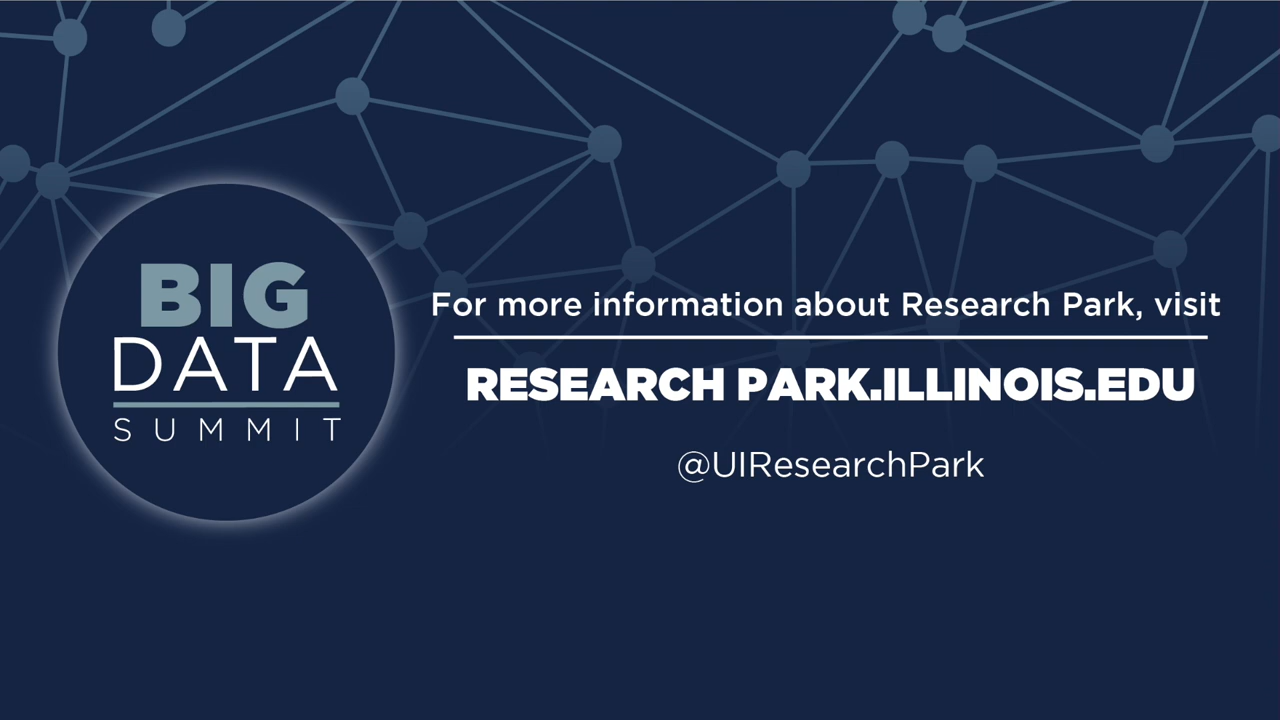 BIG
DATA
SUMMIT
For more information about Research Park, visit
RESEARCH PARK.ILLINOIS.EDU
@UIResearchPark